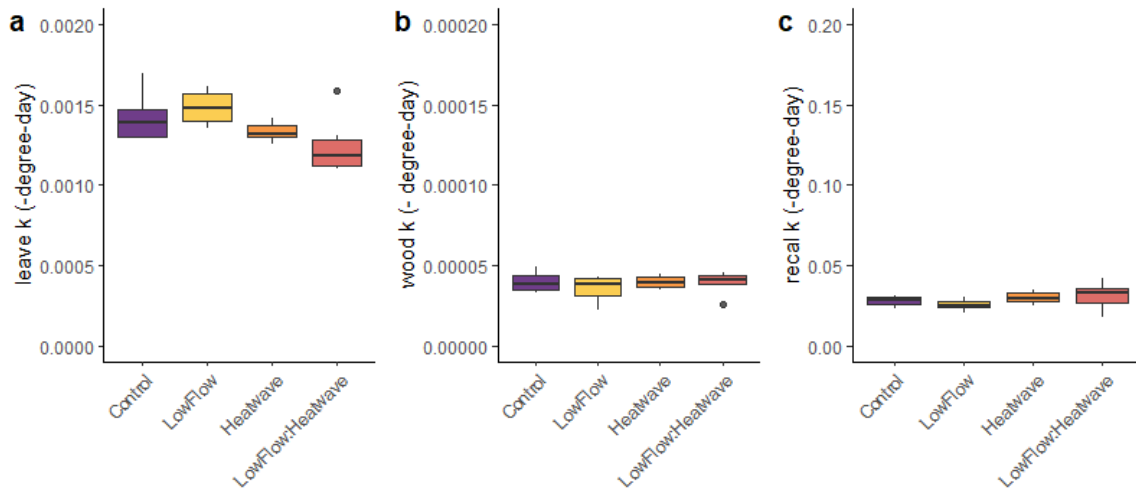 a
leave k (-degree-day)
0.0020
0.0015
0.0010
0.0005
0.0000
Control
LowFlow
Heatwave
LowFlow:Heatwave
b
wood k (- degree-day)
0.00020
0.00015
0.00010
0.00005
0.00000
Control
LowFlow
Heatwave
LowFlow:Heatwave
c
recal k (-degree-day)
0.20
0.15
0.10
0.05
0.00
Control
LowFlow
Heatwave
LowFlow:Heatwave